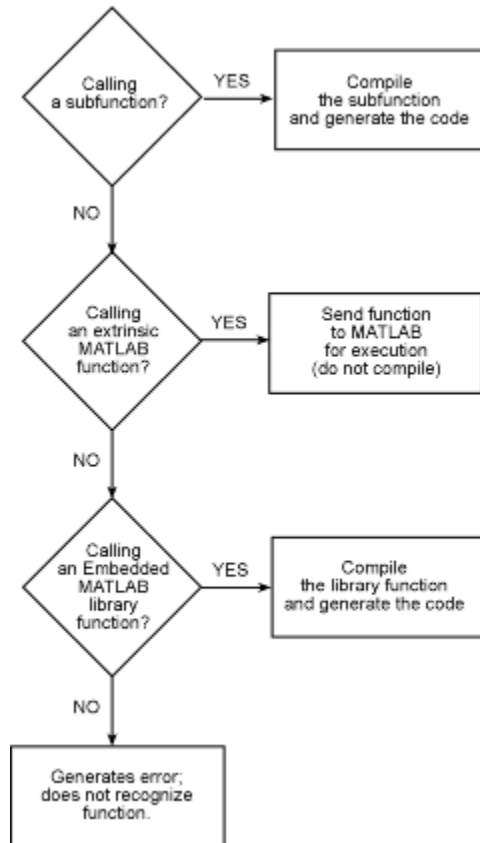 Calling
a subfunction?
YES
Compile
the subfunction
and generate the code
NO
Calling
an extrinsic
MATLAB
function?
YES
Send function
to MATLAB
for execution
(do not compile)
NO
Calling
an Embedded
MATLAB
library
function?
YES
Compile
the library function
and generate the code
NO
Generates error;
does not recognize
function.